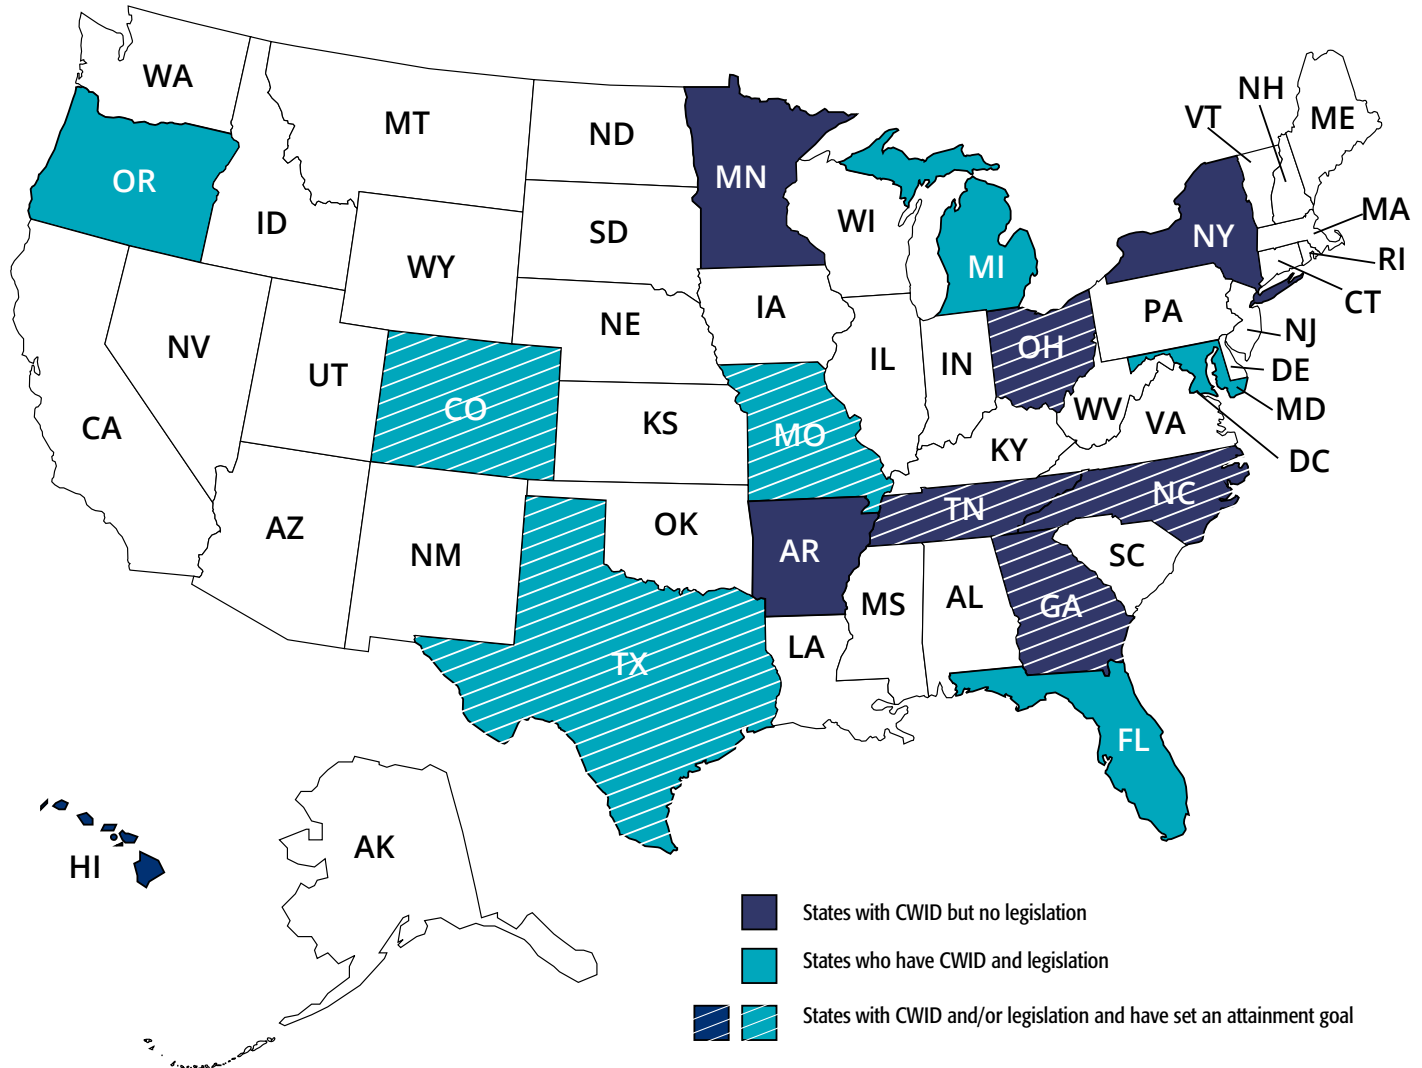 WA
MT
ND
MN
OR
ID
WY
SD
WI
MI
NH
VT
ME
NY
MA
RI
CT
NJ
PA
IA
NE
NV
UT
CO
CA
KS
MO
IL
IN
OH
WV
VA
DE
MD
DC
KY
AZ
NM
OK
AR
TN
NC
SC
MS
AL
GA
LA
TX
FL
HI
AK
States with CWID but no legislation
States who have CWID and legislation
States with CWID and/or legislation and have set an attainment goal